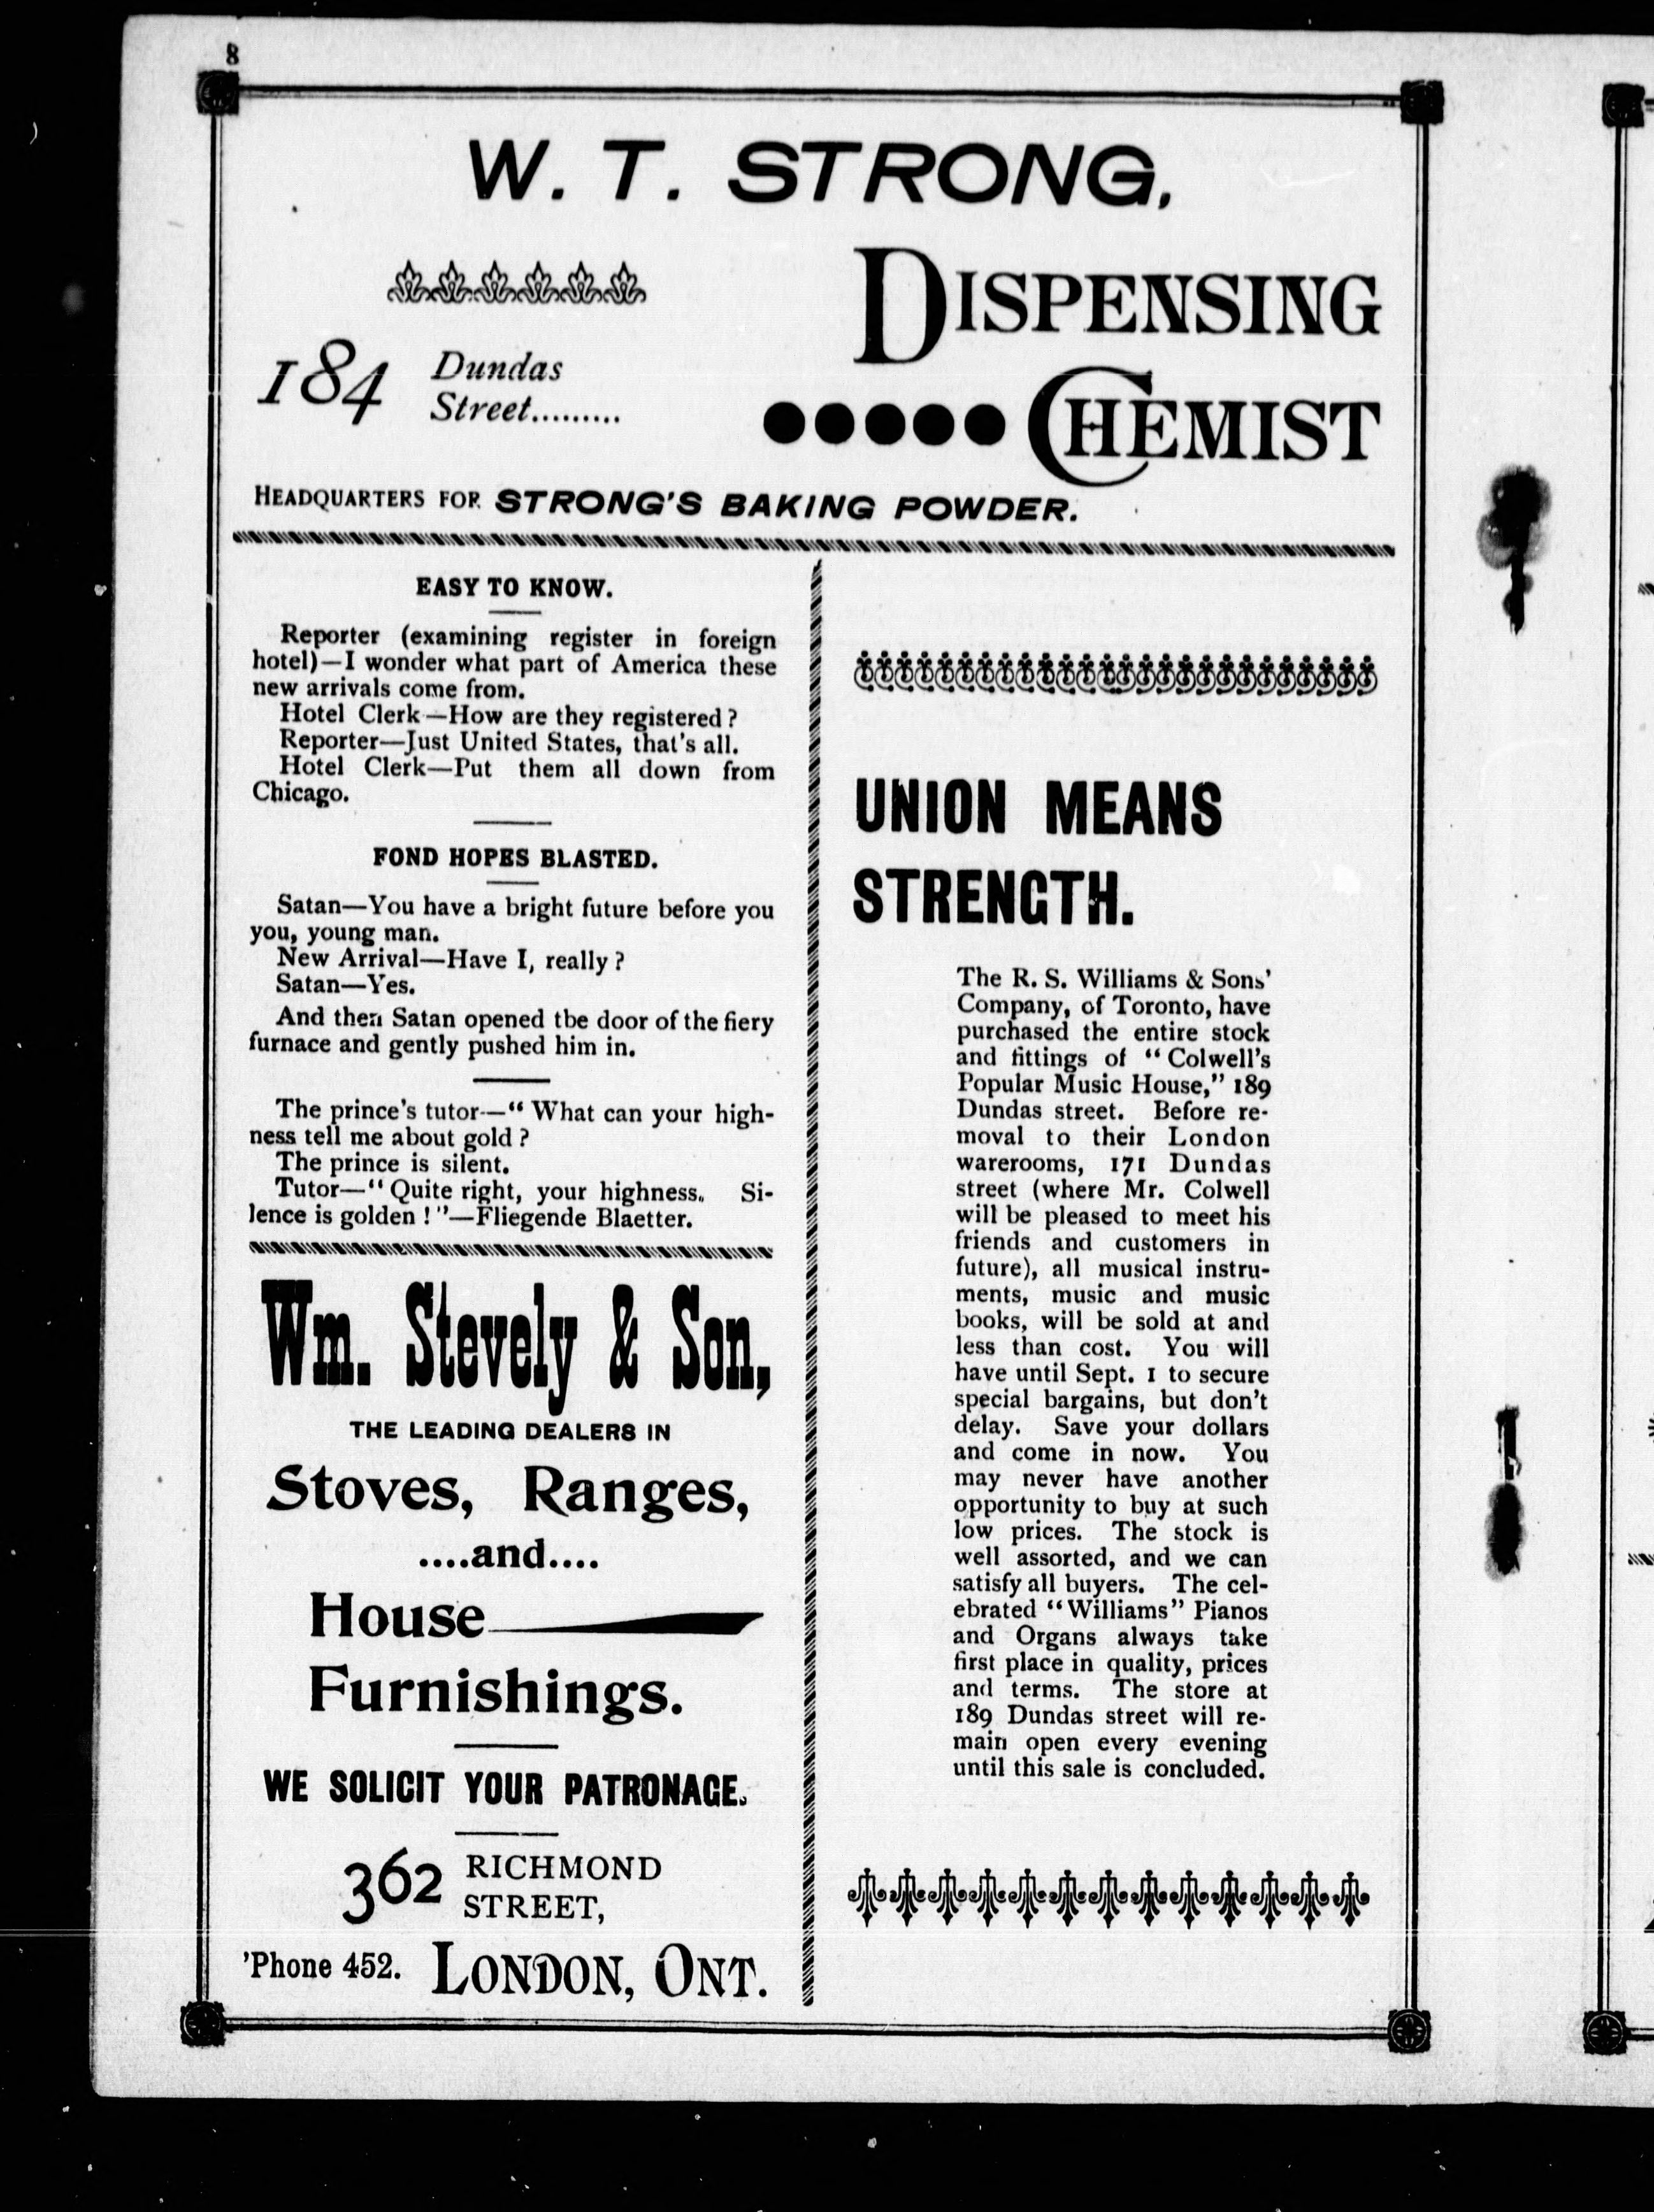 8
W. T. STRONG,
184 Dundas
Street.........
DISPENSING
CHEMIST
HEADQUARTERS FOR STRONG'S BAKING POWDER.
EASY TO KNOW.
Reporter (examining register in foreign
hotel)—I wonder what part of America these
new arrivals come from.
Hotel Clerk—How are they registered?
Reporter—Just United States, that's all.
Hotel Clerk—Put them all down from
Chicago.
FOND HOPES BLASTED.
Satan—You have a bright future before you
you, young man.
New Arrival—Have I, really?
Satan—Yes.
And then Satan opened tbe door of the fiery
furnace and gently pushed him in.
The prince's tutor—"What can your high-
ness tell me about gold?
The prince is silent.
Tutor—"Quite right, your highness. Si-
lence is golden!"—Fliegende Blaetter.
Wm. Stevely & Son,
THE LEADING DEALERS IN
Stoves, Ranges,
....and....
House
Furnishings.
WE SOLICIT YOUR PATRONAGE.
362 RICHMOND
STREET,
'Phone 452. LONDON, ONT.
UNION MEANS
STRENGTH.
The R. S. Williams & Sons'
Company, of Toronto, have
purchased the entire stock
and fittings of "Colwell's
Popular Music House," 189
Dundas street. Before re-
moval to their London
warerooms, 171 Dundas
street (where Mr. Colwell
will be pleased to meet his
friends and customers in
future), all musical instru-
ments, music and music
books, will be sold at and
less than cost. You will
have until Sept. 1 to secure
special bargains, but don't
delay. Save your dollars
and come in now. You
may never have another
opportunity to buy at such
low prices. The stock is
well assorted, and we can
satisfy all buyers. The cel-
ebrated "Williams" Pianos
and Organs always take
first place in quality, prices
and terms. The store at
189 Dundas street will re-
main open every evening
until this sale is concluded.